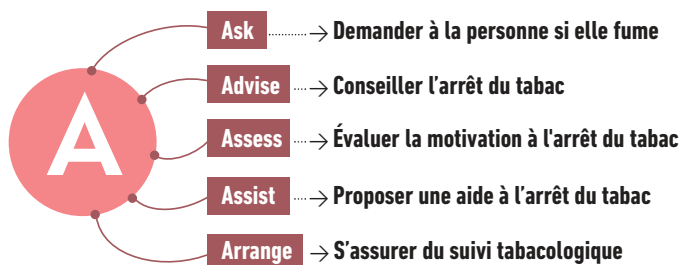 A
Ask → Demander à la personne si elle fume
Advise → Conseiller l’arrêt du tabac
Assess → Évaluer la motivation à l'arrêt du tabac
Assist → Proposer une aide à l’arrêt du tabac
Arrange → S’assurer du suivi tabacologique